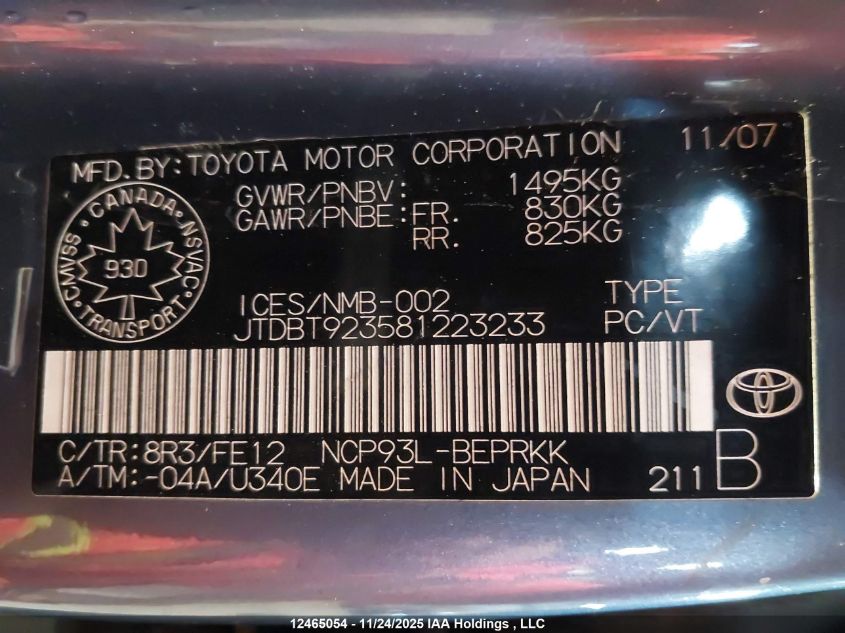 MFD.BY:TOYOTA MOTOR CORPORATION 11/07
GVWR/PNBV: 1495KG
GAWR/PNBE:FR. 830KG
RR. 825KG
CMVSS • CANADA • NSVAC • TRANSPORT •
930
ICES/NMB-002 TYPE
JTDBT923581223233 PC/VT
C/TR:8R3/FE12 NCP93L-BEPRKK
A/TM:-04A/U340E MADE IN JAPAN 211 B
12465054 - 11/24/2025 IAA Holdings , LLC